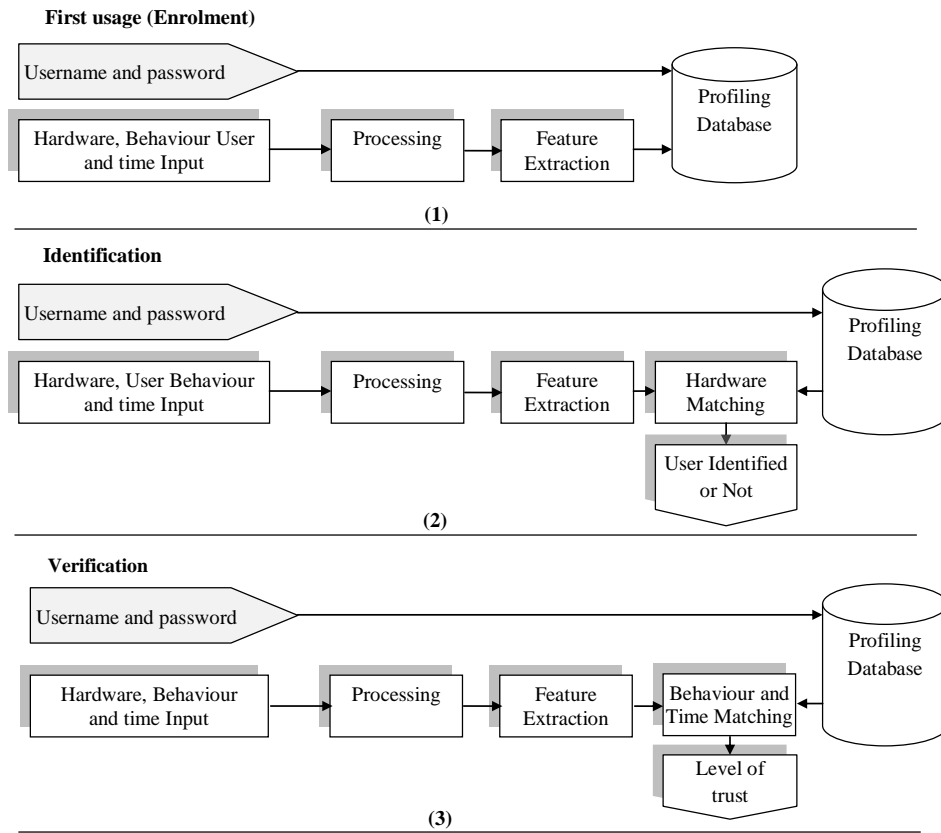 First usage (Enrolment)
Username and password
Profiling
Database
Hardware, Behaviour User
and time Input
Processing
Feature
Extraction
(1)
Identification
Username and password
Profiling
Database
Hardware, User Behaviour
and time Input
Processing
Feature
Extraction
Hardware
Matching
User Identified
or Not
(2)
Verification
Username and password
Profiling
Database
Hardware, Behaviour
and time Input
Processing
Feature
Extraction
Behaviour and
Time Matching
Level of
trust
(3)